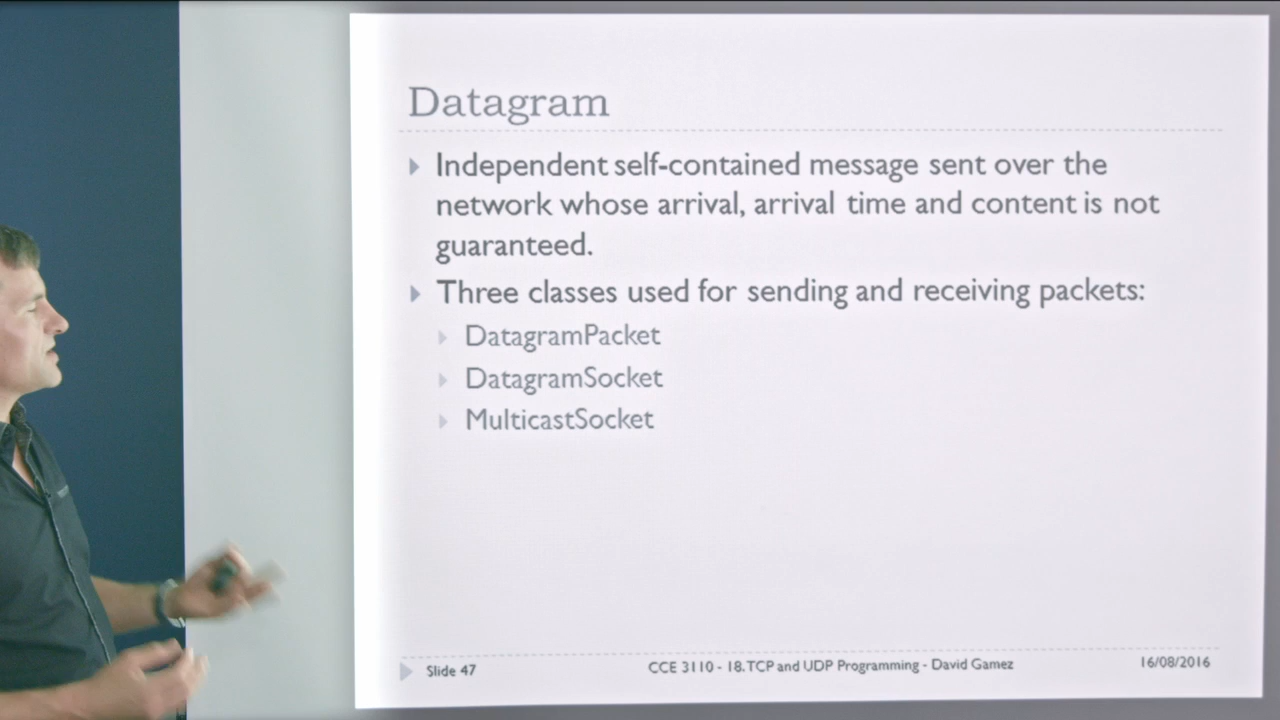 Datagram
Independent self-contained message sent over the
network whose arrival, arrival time and content is not
guaranteed.
Three classes used for sending and receiving packets:
DatagramPacket
DatagramSocket
MulticastSocket
Slide 47
CCE 3110 - 18. TCP and UDP Programming - David Gamez
16/08/2016